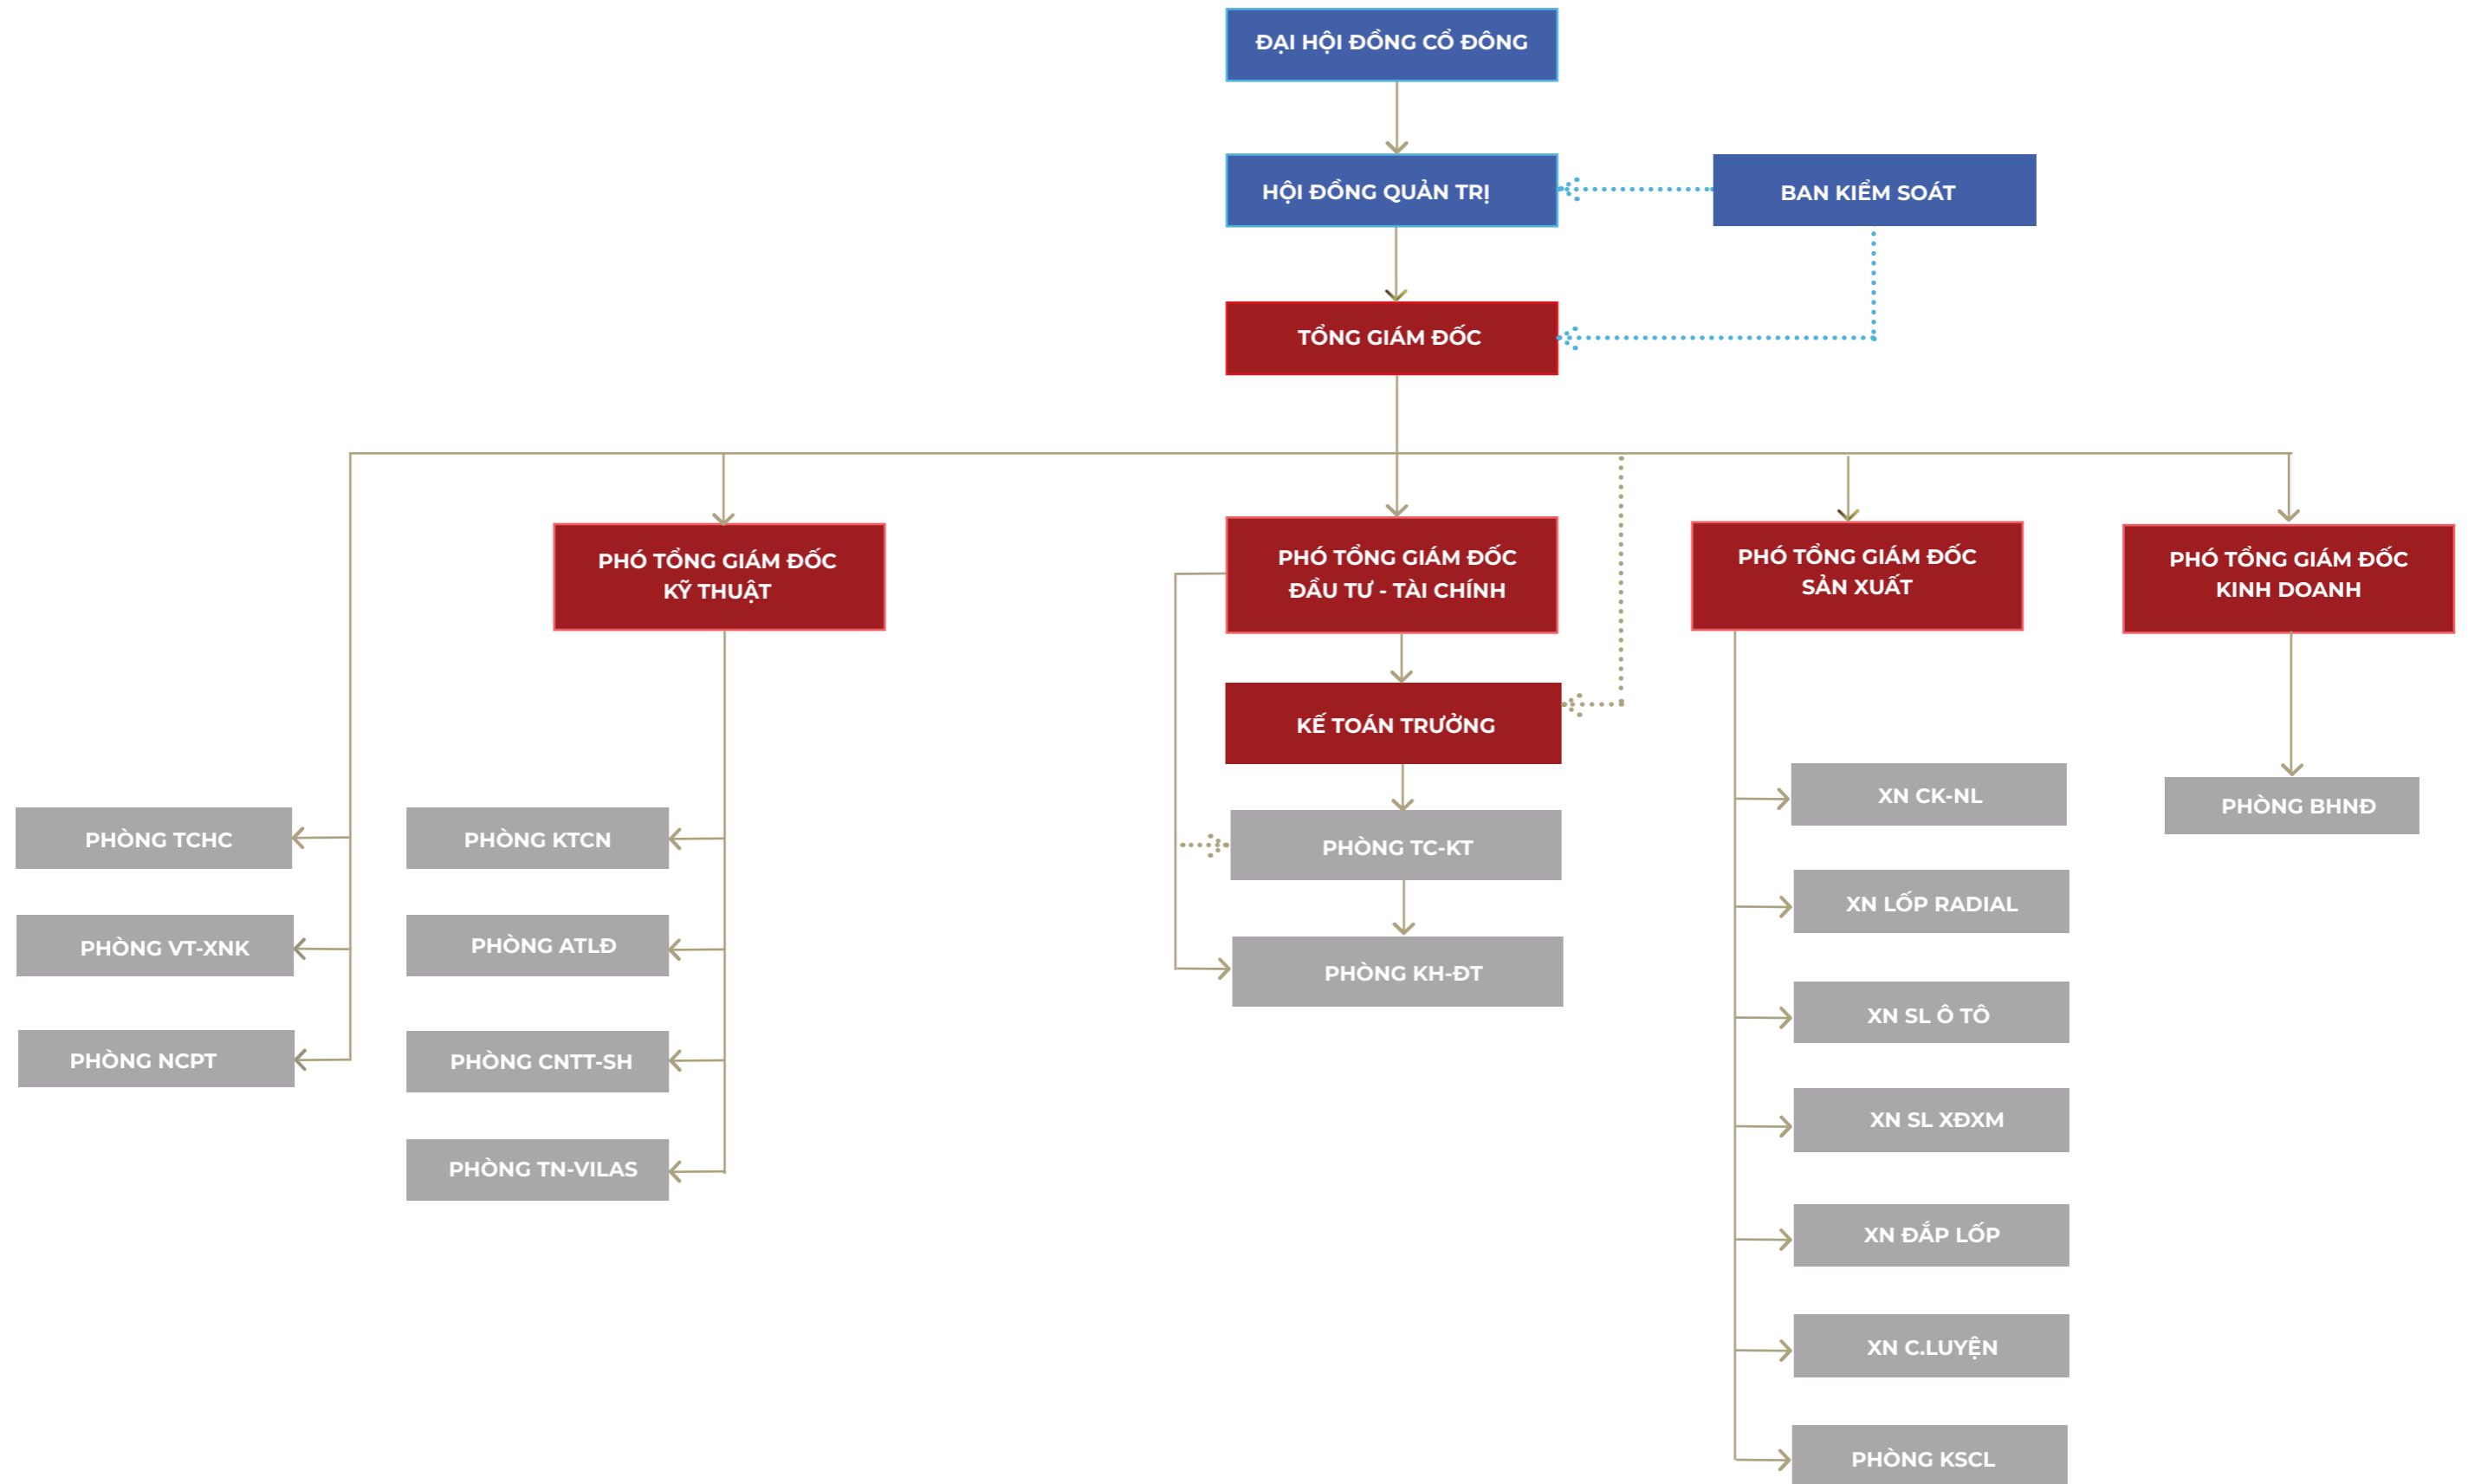 ĐẠI HỘI ĐỒNG CỔ ĐÔNG
HỘI ĐỒNG QUẢN TRỊ
BAN KIỂM SOÁT
TỔNG GIÁM ĐỐC
PHÓ TỔNG GIÁM ĐỐC
KỸ THUẬT
PHÓ TỔNG GIÁM ĐỐC
ĐẦU TƯ - TÀI CHÍNH
PHÓ TỔNG GIÁM ĐỐC
SẢN XUẤT
PHÓ TỔNG GIÁM ĐỐC
KINH DOANH
KẾ TOÁN TRƯỞNG
PHÒNG TCHC
PHÒNG VT-XNK
PHÒNG NCPT
PHÒNG KTCN
PHÒNG ATLĐ
PHÒNG CNTT-SH
PHÒNG TN-VILAS
PHÒNG TC-KT
PHÒNG KH-ĐT
XN CK-NL
XN LỐP RADIAL
XN SL Ô TÔ
XN SL XĐXM
XN ĐẮP LỐP
XN C.LUYỆN
PHÒNG KSCL
PHÒNG BHNĐ